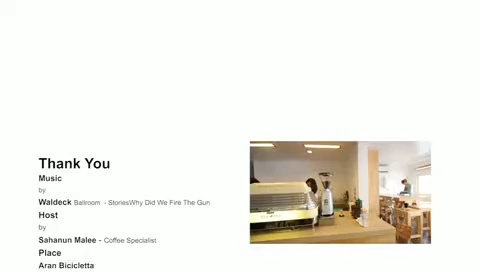 Thank You
Music
by
Waldeck Ballroom - StoriesWhy Did We Fire The Gun
Host
by
Sahanun Malee - Coffee Specialist
Place
Aran Bicicletta